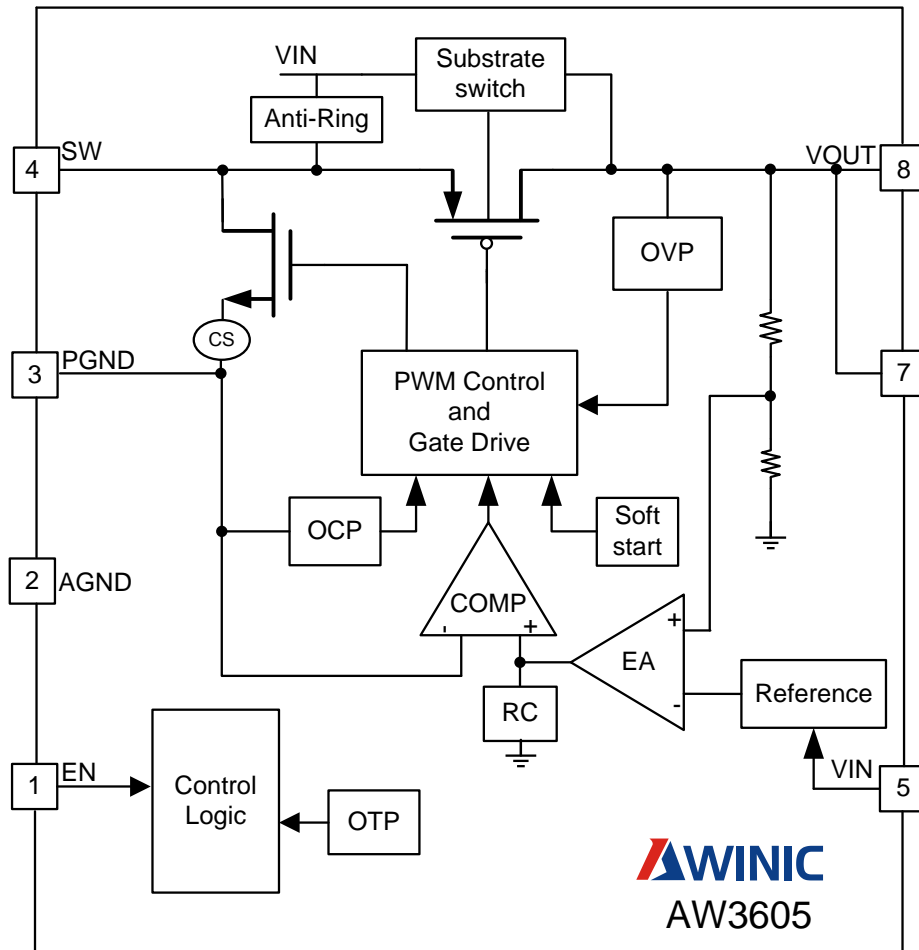 VIN
Substrate
switch
Anti-Ring
4
SW
VOUT
8
OVP
CS
3
PGND
7
PWM Control
and
Gate Drive
OCP
Soft
start
2
AGND
COMP
-
+
EA
+
-
RC
Reference
1
EN
Control
Logic
OTP
VIN
5
AWINIC
AW3605